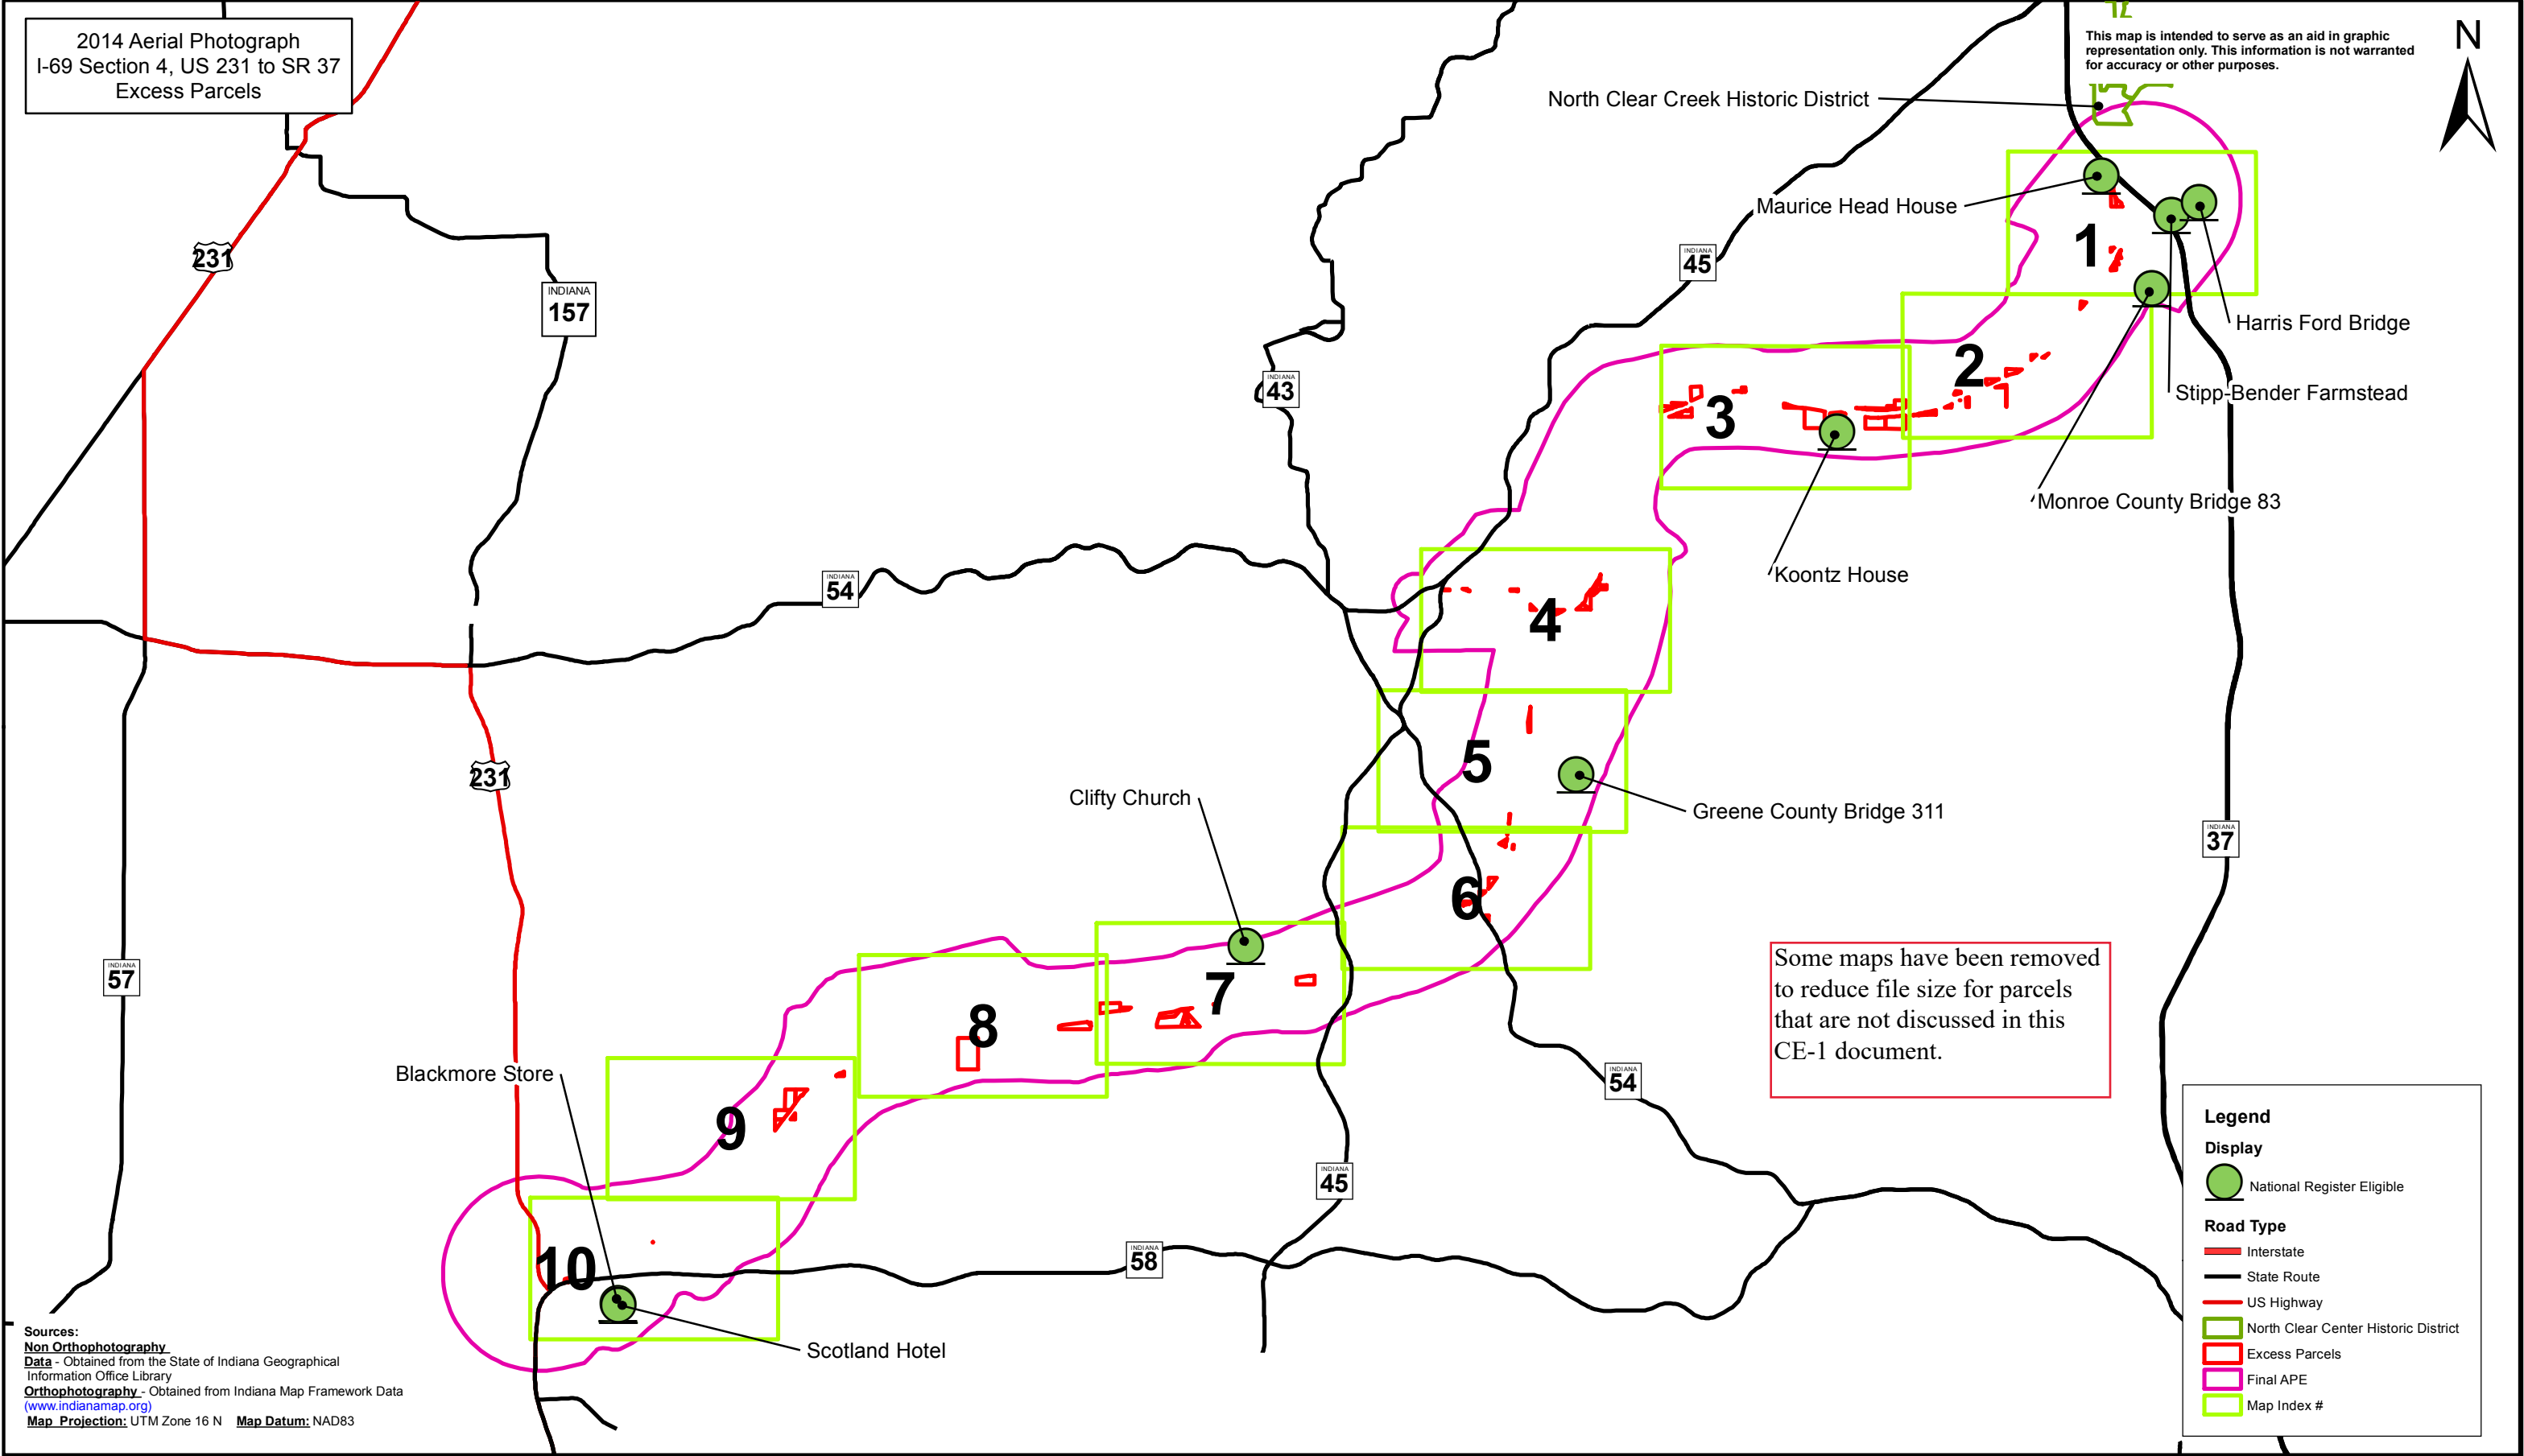 2014 Aerial Photograph
I-69 Section 4, US 231 to SR 37
Excess Parcels
This map is intended to serve as an aid in graphic
representation only. This information is not warranted
for accuracy or other purposes.
N
North Clear Creek Historic District
Maurice Head House
1
231
INDIANA
45
INDIANA
157
Harris Ford Bridge
2
INDIANA
43
Stipp-Bender Farmstead
3
Monroe County Bridge 83
Koontz House
INDIANA
54
4
231
5
Clifty Church
Greene County Bridge 311
INDIANA
37
6
INDIANA
57
7
Some maps have been removed
to reduce file size for parcels
that are not discussed in this
CE-1 document.
8
Blackmore Store
INDIANA
54
9
INDIANA
45
10
INDIANA
58
Scotland Hotel
Legend
Display
National Register Eligible
Road Type
Interstate
State Route
US Highway
North Clear Center Historic District
Excess Parcels
Final APE
Map Index #
Sources:
Non Orthophotography
Data - Obtained from the State of Indiana Geographical
Information Office Library
Orthophotography - Obtained from Indiana Map Framework Data
(www.indianamap.org)
Map Projection: UTM Zone 16 N Map Datum: NAD83